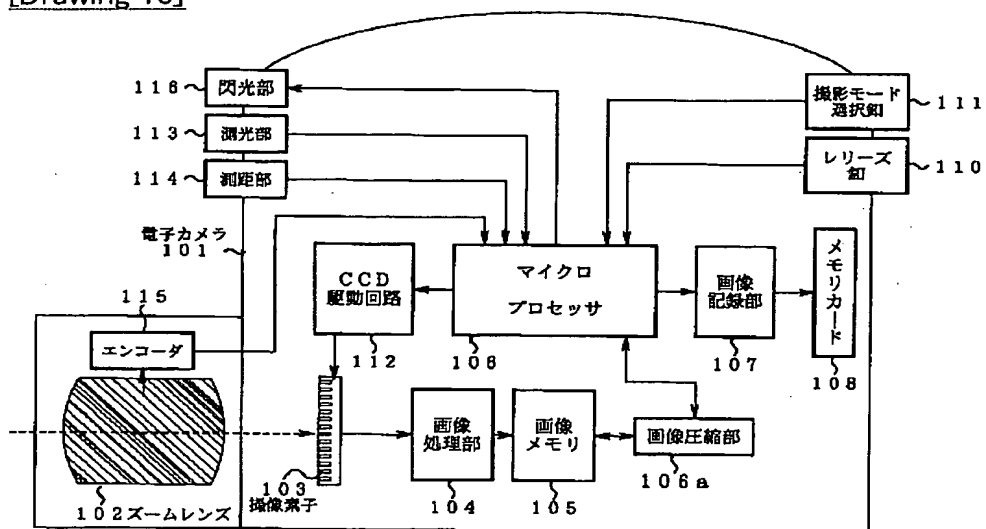 116 閃光部
113 測光部
114 測距部
電子カメラ
101
115
エンコーダ
102ズームレンズ
撮影モード
選択釦
111
レリーズ
釦
110
CCD
駆動回路
112
マイクロ
プロセッサ
106
画像
記録部
107
メモリカード
108
103
撮像素子
画像
処理部
104
画像
メモリ
105
画像圧縮部
106a